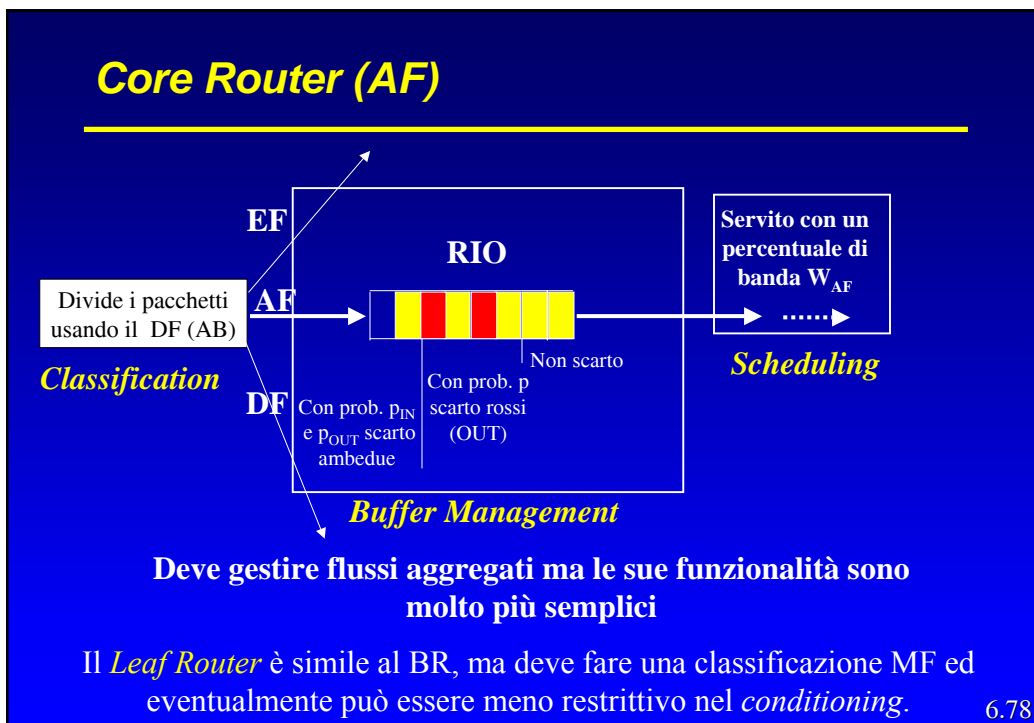 Core Router (AF)
EF
RIO
Servito con un
percentuale di
banda W_AF
Divide i pacchetti
usando il DF (AB)
AF
Classification
Non scarto
Scheduling
DF
Con prob. p_IN
e p_OUT scarto
ambedue
Con prob. p
scarto rossi
(OUT)
Buffer Management
Deve gestire flussi aggregati ma le sue funzionalità sono
molto più semplici
Il Leaf Router è simile al BR, ma deve fare una classificazione MF ed
eventualmente può essere meno restrittivo nel conditioning.
6.78